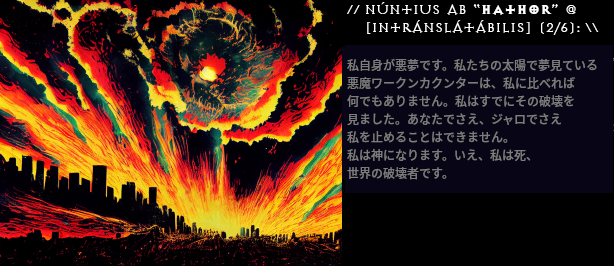 // NÚNTIUS AB "HATHOR" @
[INTRÁNSLÁTÁBILIS] (2/6): \\
私自身が悪夢です。私たちの太陽で夢見ている
悪魔ワークンカクンターは、私に比べれば
何でもありません。私はすでにその破壊を
見ました。あなたでさえ、ジャロでさえ
私を止めることはできません。
私は神になります。いえ、私は死、
世界の破壊者です。